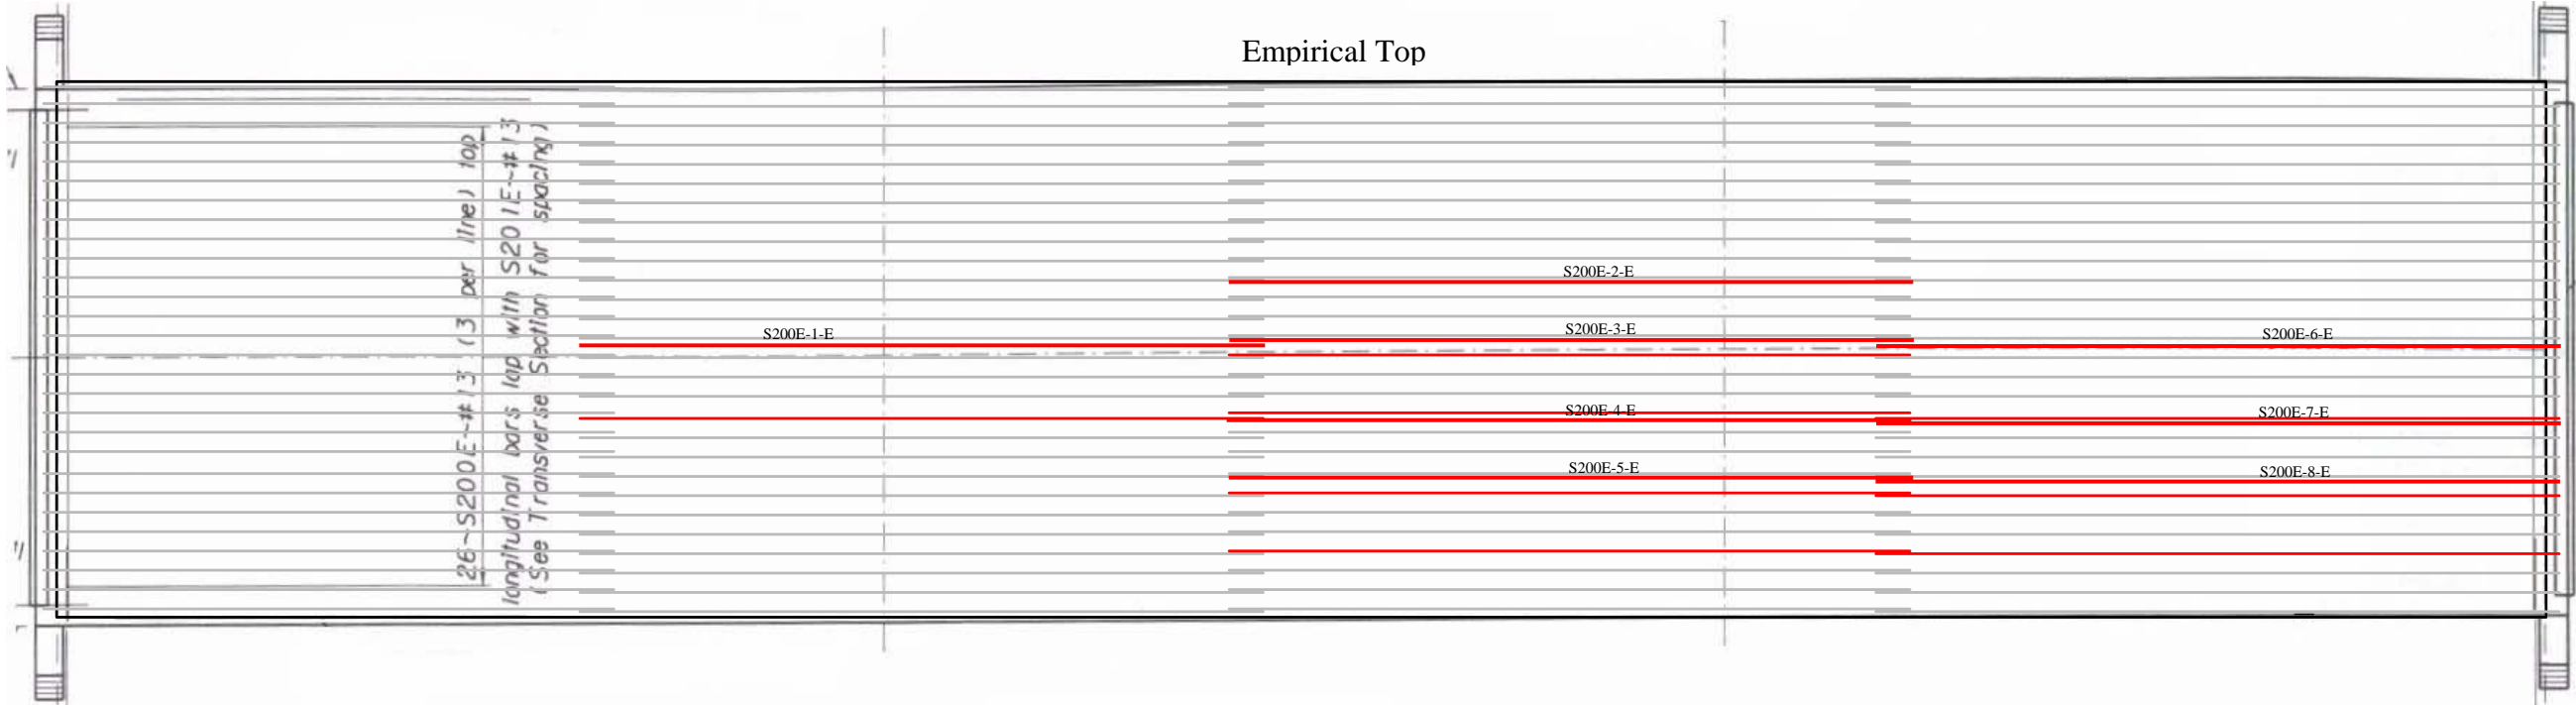 Empirical Top
26~S200E~#13 (3 per line) top
longitudinal bars lap with S201E~#13
(See Transverse Section for spacing)
S200E-2-E
S200E-1-E
S200E-3-E
S200E-6-E
S200E-4-E
S200E-7-E
S200E-5-E
S200E-8-E